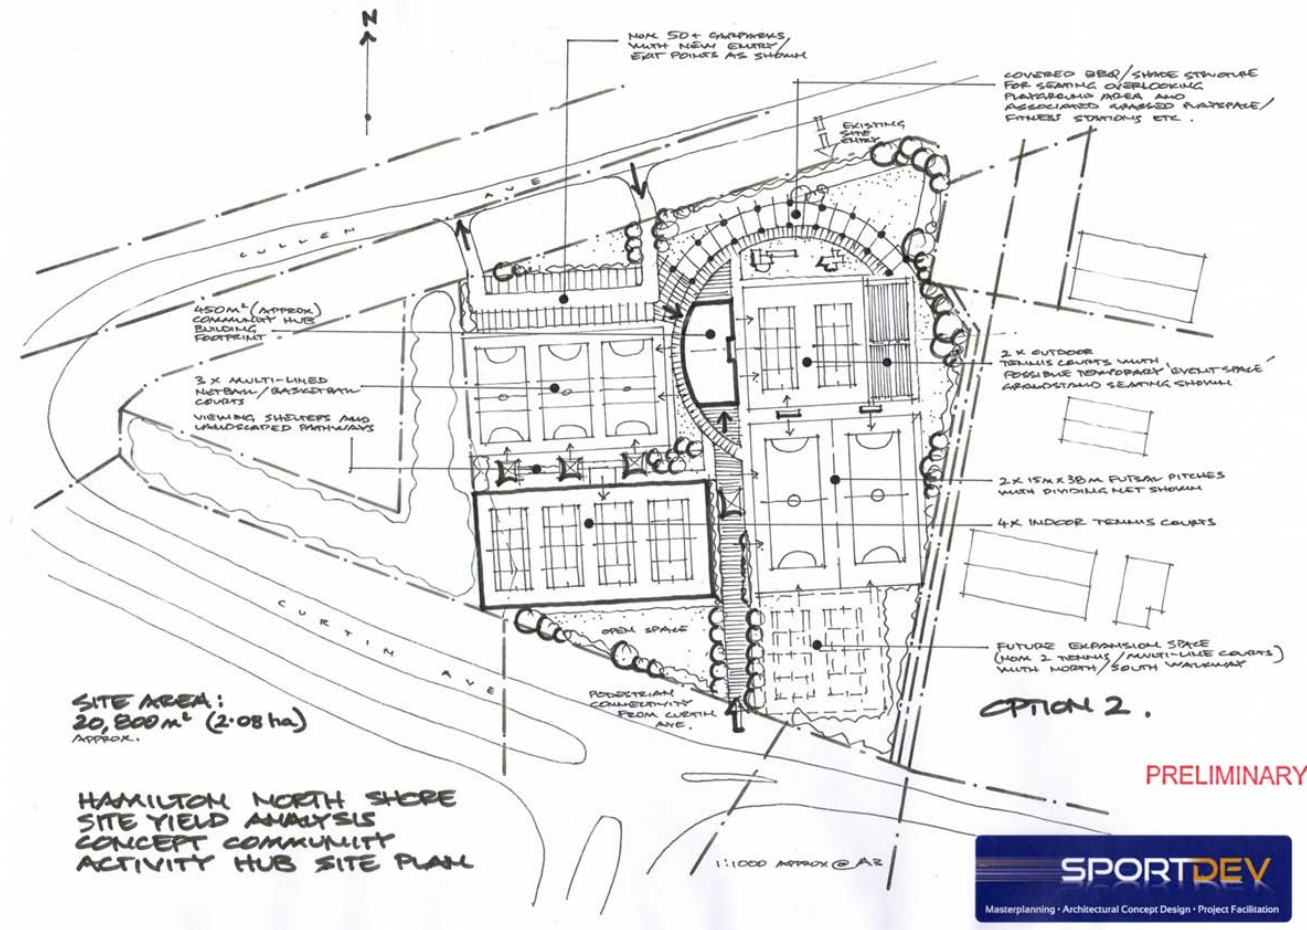 N
NOM 50+ CARPARKS
WITH NEW ENTRY/
EXIT POINTS AS SHOWN
COVERED BBQ/SHADE STRUCTURE
FOR SEATING OVERLOOKING
PLAYGROUND AREA AND
ASSOCIATED GRASSED PLAYSPACE/
FITNESS STATIONS ETC.
EXISTING
SITE
ENTRY
CULLEN AVE
450m² (APPROX)
COMMUNITY HUB
BUILDING
FOOTPRINT
3 x MULTI-LINED
NETBALL/BASKETBALL
COURTS
VIEWING SHELTERS AND
LANDSCAPED PATHWAYS
2 x OUTDOOR
TENNIS COURTS WITH
POSSIBLE TEMPORARY 'EVENT SPACE'
GRANDSTAND SEATING SHOWN
2 x 15m x 38m FUTSAL PITCHES
WITH DIVIDING NET SHOWN
4x INDOOR TENNIS COURTS
CURTIN AVE
OPEN SPACE
FUTURE EXPANSION SPACE
(NOM 2 TENNIS/MULTI-LINE COURTS)
WITH NORTH/SOUTH WALKWAY
PEDESTRIAN
CONNECTIVITY
FROM CURTIN
AVE.
SITE AREA:
20,800m² (2.08ha)
APPROX.
OPTION 2.
PRELIMINARY
HAMILTON NORTH SHORE
SITE YIELD ANALYSIS
CONCEPT COMMUNITY
ACTIVITY HUB SITE PLAN
1:1000 APPROX @ A3
SPORTDEV
Masterplanning • Architectural Concept Design • Project Facilitation